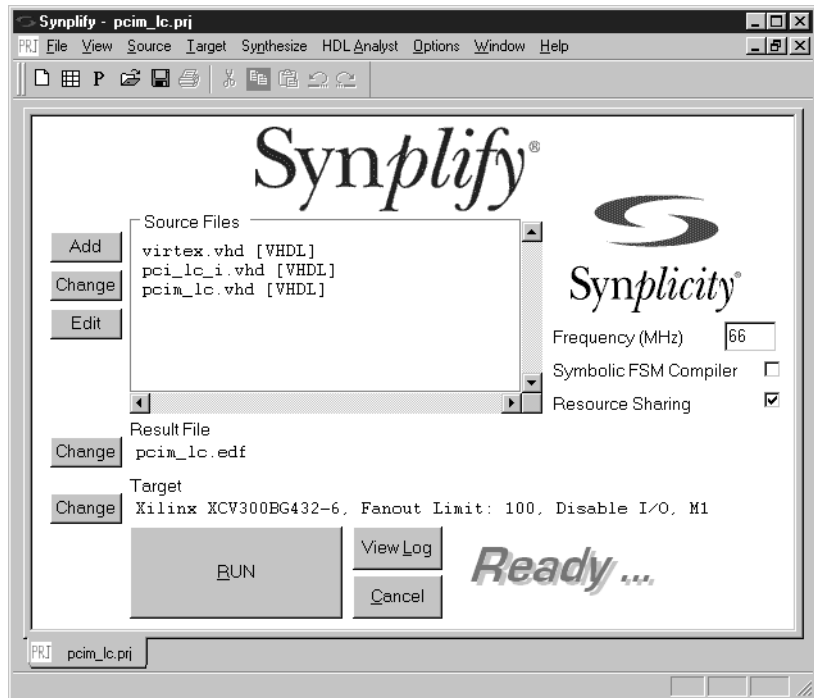 Synplify - pcim_lc.prj
PRJ File View Source Target Synthesize HDL Analyst Options Window Help
P
Synplify®
Source Files
Add
virtex.vhd [VHDL]
pci_lc_i.vhd [VHDL]
Change
pcim_lc.vhd [VHDL]
Synplicity®
Edit
Frequency (MHz) 66
Symbolic FSM Compiler
Resource Sharing
Result File
Change pcim_lc.edf
Target
Change Xilinx XCV300BG432-6, Fanout Limit: 100, Disable I/O, M1
RUN
View Log
Cancel
Ready ...
PRJ pcim_lc.prj